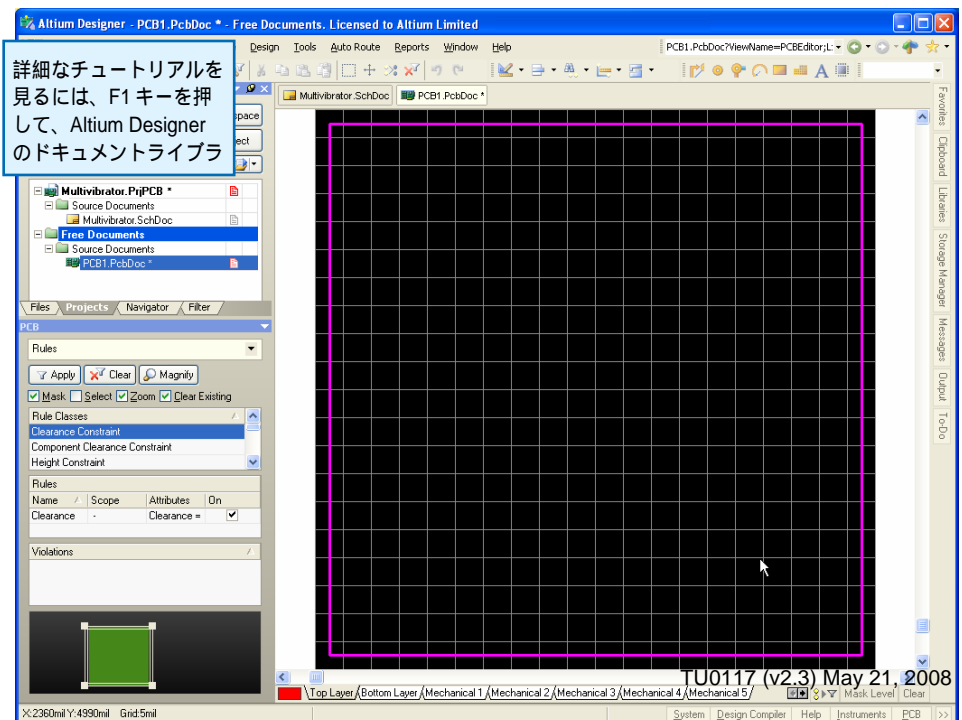 Altium Designer - PCB1.PcbDoc * - Free Documents. Licensed to Altium Limited
Design Tools Auto Route Reports Window Help
PCB1.PcbDoc?ViewName=PCBEditor;L:
詳細なチュートリアルを
見るには、F1 キーを押
して、Altium Designer
のドキュメントライブラ
pace
ect
Multivibrator.SchDoc PCB1.PcbDoc *
Multivibrator.PrjPCB *
Source Documents
Multivibrator.SchDoc
Free Documents
Source Documents
PCB1.PcbDoc *
Files Projects Navigator Filter
PCB
Rules
Apply Clear Magnify
Mask Select Zoom Clear Existing
Rule Classes
Clearance Constraint
Component Clearance Constraint
Height Constraint
Rules
Name Scope Attributes On
Clearance - Clearance =
Violations
Favorites
Clipboard
Libraries
Storage Manager
Messages
Output
To-Do
TU0117 (v2.3) May 21, 2008
Top Layer Bottom Layer Mechanical 1 Mechanical 2 Mechanical 3 Mechanical 4 Mechanical 5 Mask Level Clear
X:2360mil Y:4990mil Grid:5mil
System Design Compiler Help Instruments PCB >>